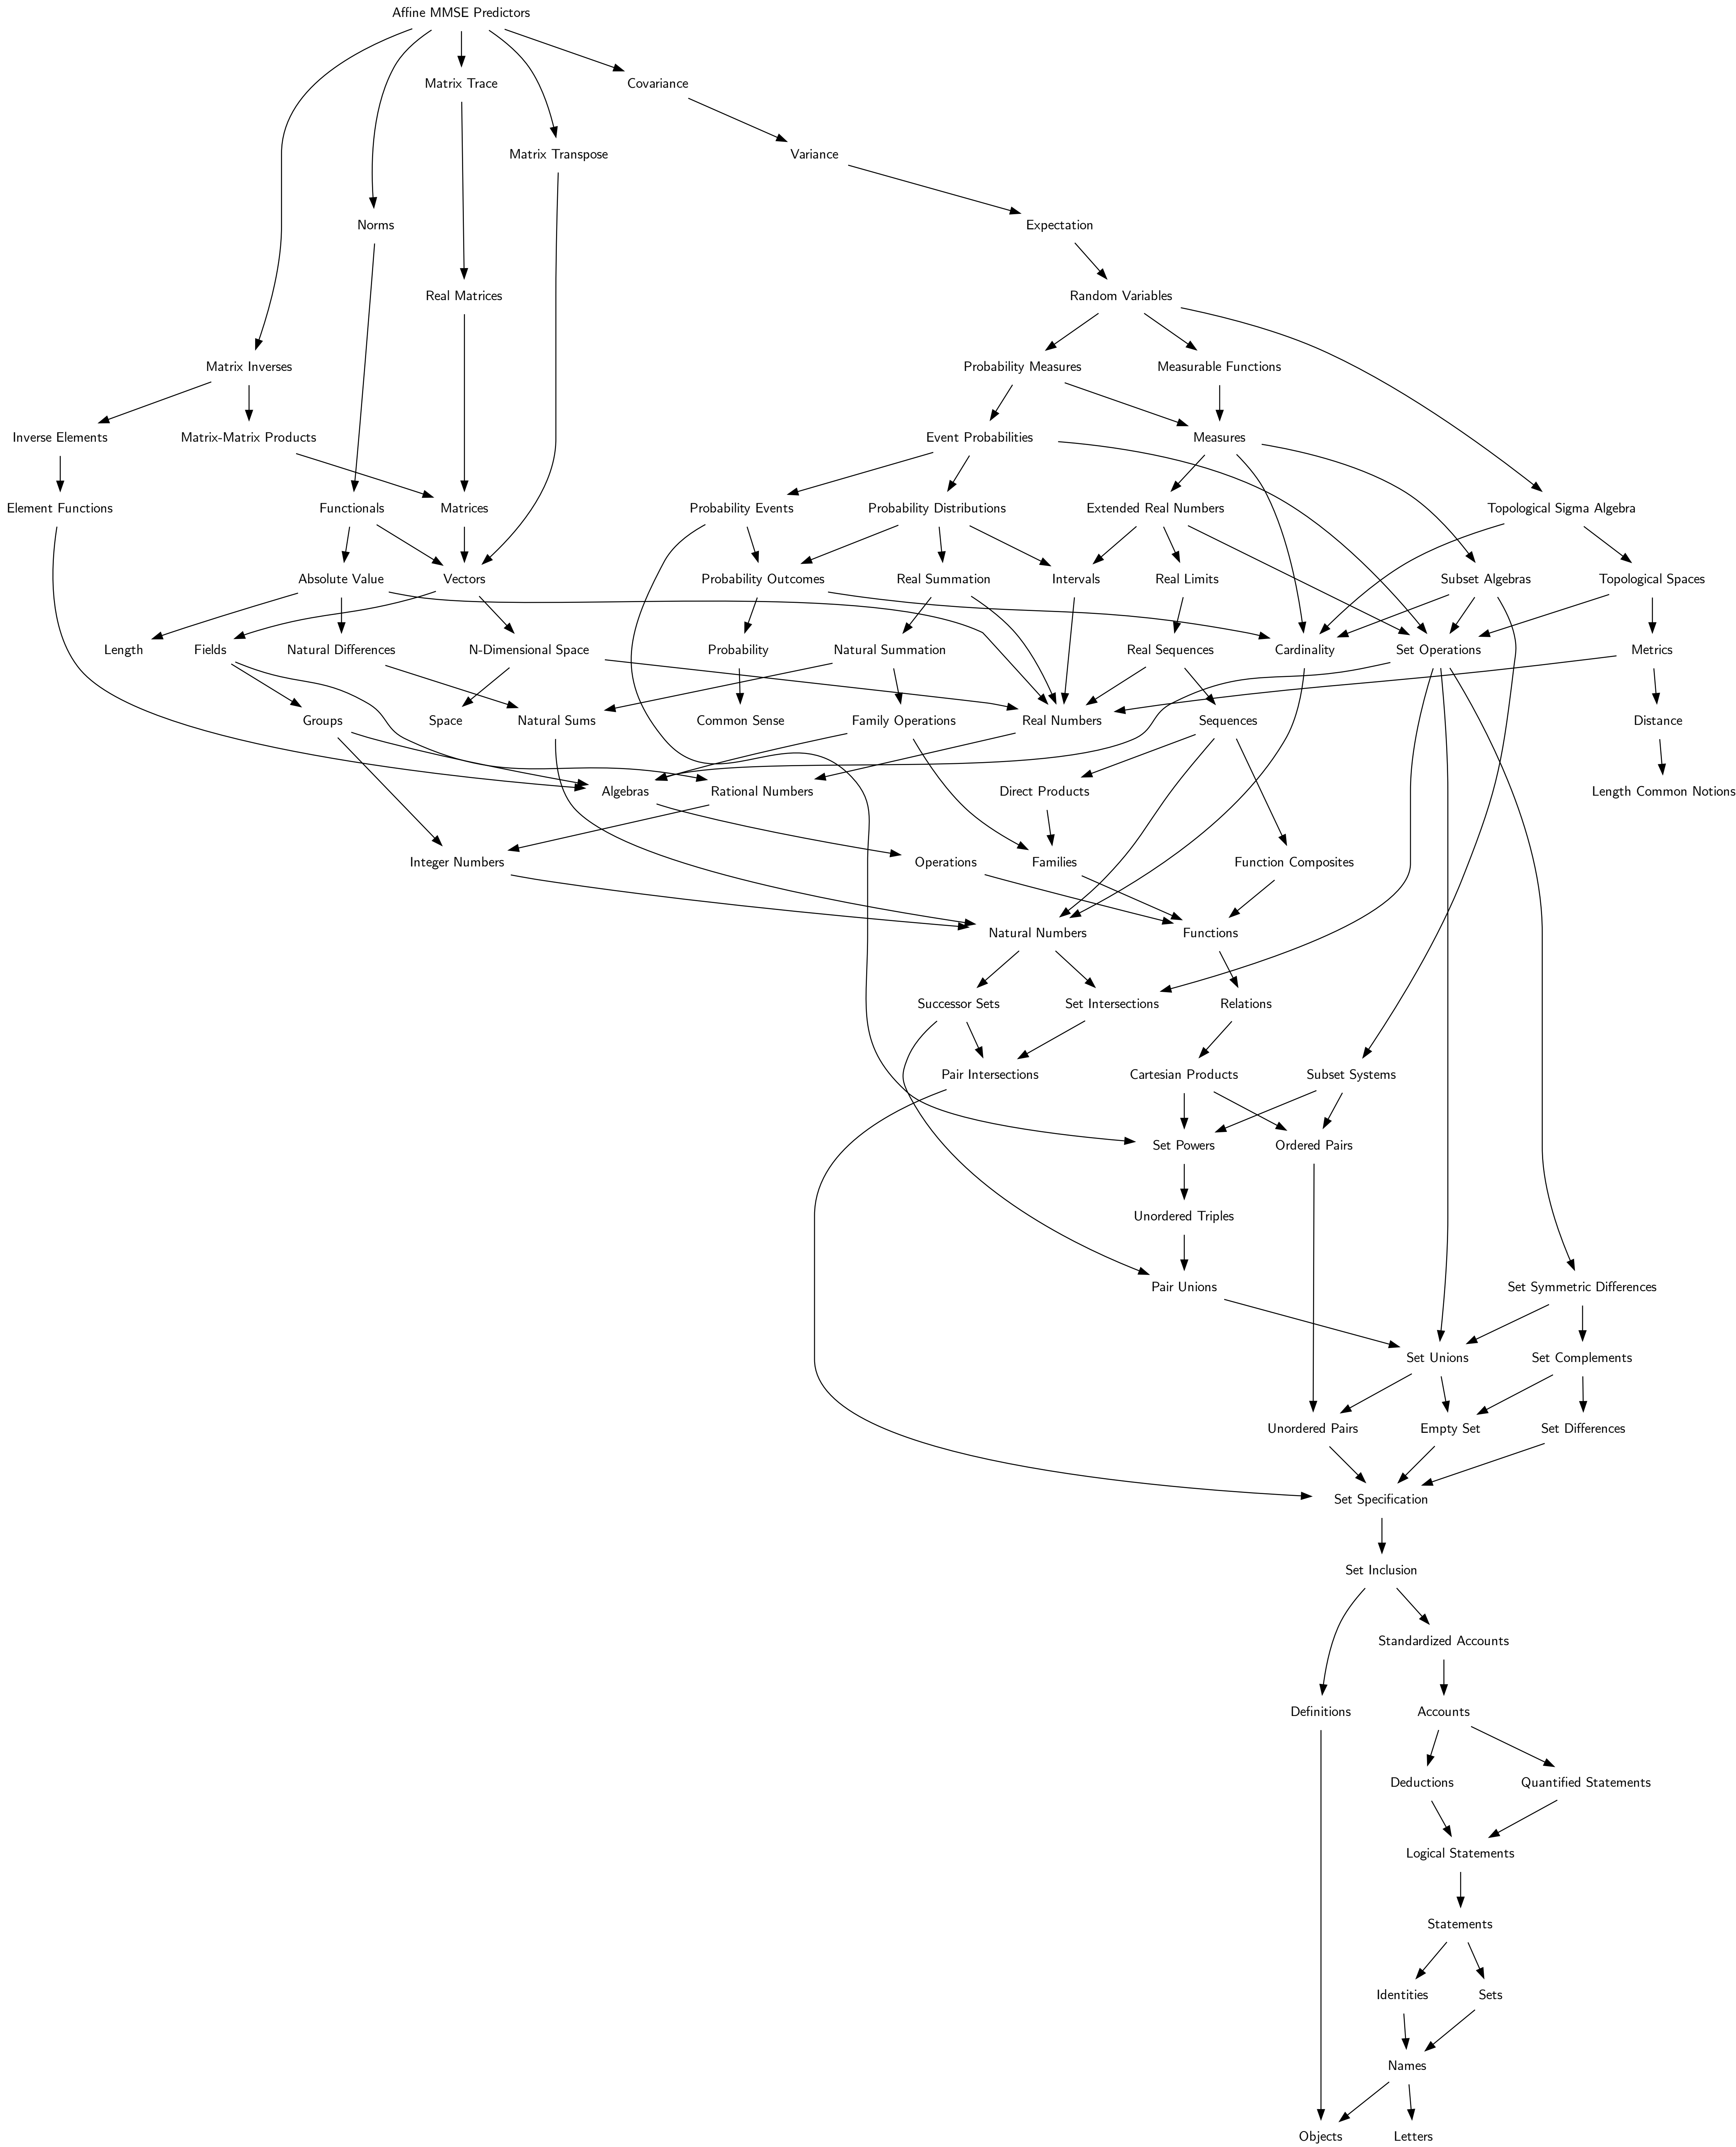 Affine MMSE Predictors
Matrix Trace
Covariance
Matrix Transpose
Variance
Norms
Expectation
Real Matrices
Random Variables
Matrix Inverses
Probability Measures
Measurable Functions
Inverse Elements
Matrix-Matrix Products
Event Probabilities
Measures
Element Functions
Functionals
Matrices
Probability Events
Probability Distributions
Extended Real Numbers
Topological Sigma Algebra
Absolute Value
Vectors
Probability Outcomes
Real Summation
Intervals
Real Limits
Subset Algebras
Topological Spaces
Length
Fields
Natural Differences
N-Dimensional Space
Probability
Natural Summation
Real Sequences
Cardinality
Set Operations
Metrics
Groups
Space
Natural Sums
Common Sense
Family Operations
Real Numbers
Sequences
Distance
Algebras
Rational Numbers
Direct Products
Length Common Notions
Integer Numbers
Operations
Families
Function Composites
Natural Numbers
Functions
Successor Sets
Set Intersections
Relations
Pair Intersections
Cartesian Products
Subset Systems
Set Powers
Ordered Pairs
Unordered Triples
Pair Unions
Set Symmetric Differences
Set Unions
Set Complements
Unordered Pairs
Empty Set
Set Differences
Set Specification
Set Inclusion
Standardized Accounts
Definitions
Accounts
Deductions
Quantified Statements
Logical Statements
Statements
Identities
Sets
Names
Objects
Letters